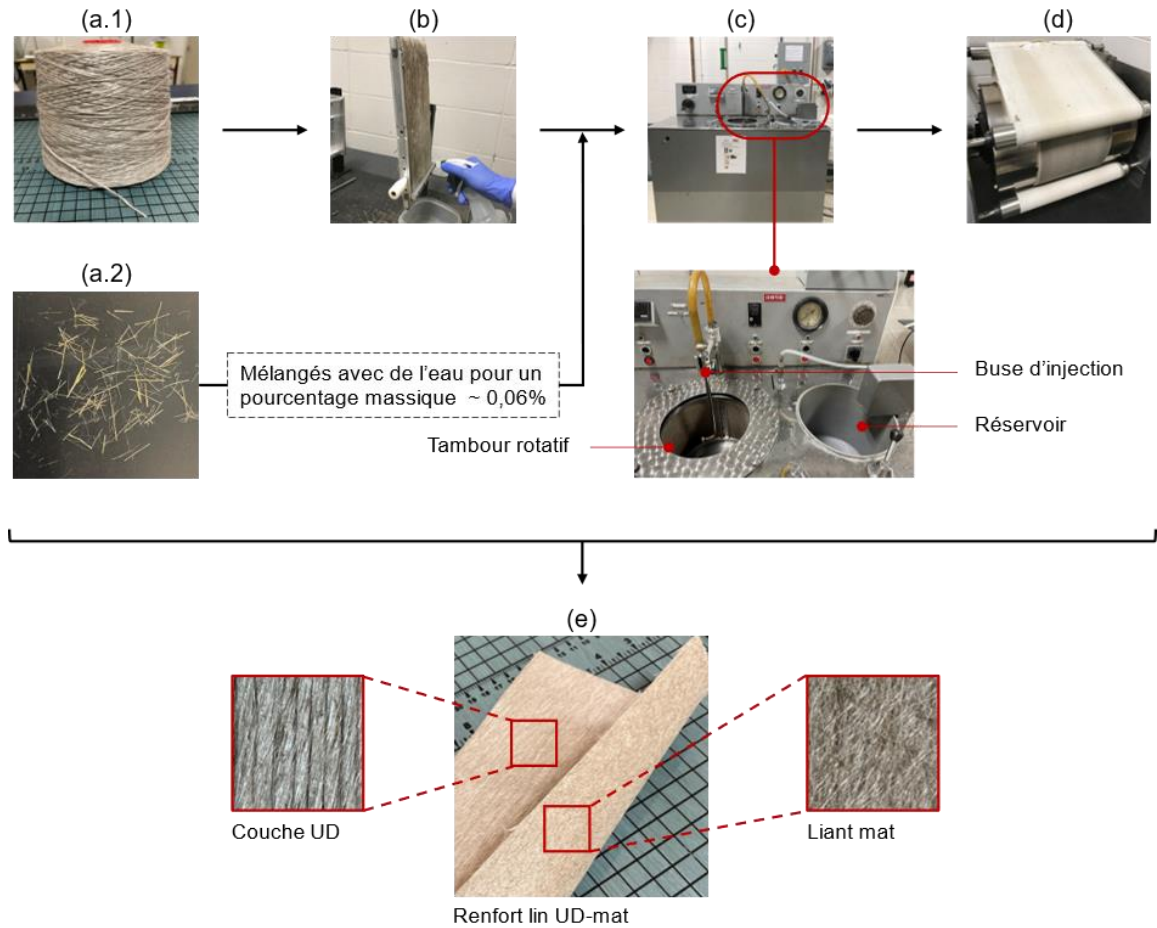 (a.1)
(b)
(c)
(d)
(a.2)
Mélangés avec de l’eau pour un
pourcentage massique ~ 0,06%
Buse d’injection
Réservoir
Tambour rotatif
(e)
Couche UD
Liant mat
Renfort lin UD-mat